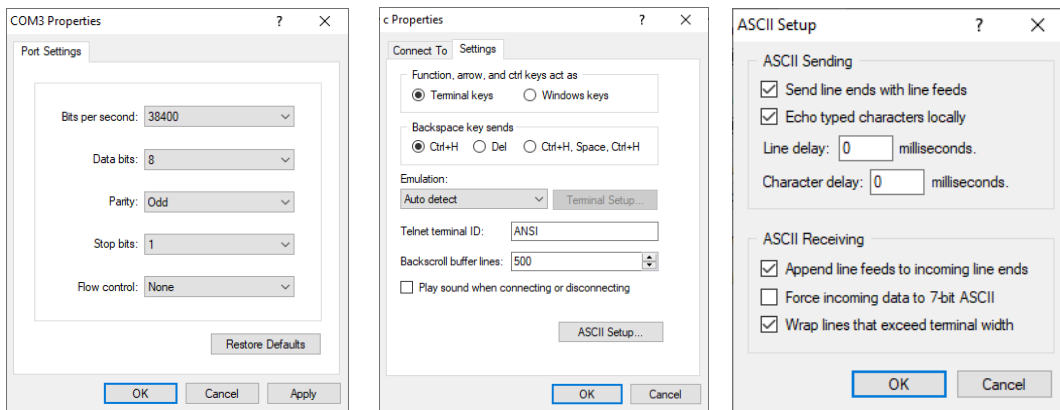 COM3 Properties
Port Settings
Bits per second: 38400
Data bits: 8
Parity: Odd
Stop bits: 1
Flow control: None
Restore Defaults
OK Cancel Apply
c Properties
Connect To Settings
Function, arrow, and ctrl keys act as
Terminal keys Windows keys
Backspace key sends
Ctrl+H Del Ctrl+H, Space, Ctrl+H
Emulation:
Auto detect Terminal Setup...
Telnet terminal ID: ANSI
Backscroll buffer lines: 500
Play sound when connecting or disconnecting
ASCII Setup...
OK Cancel
ASCII Setup
ASCII Sending
Send line ends with line feeds
Echo typed characters locally
Line delay: 0 milliseconds.
Character delay: 0 milliseconds.
ASCII Receiving
Append line feeds to incoming line ends
Force incoming data to 7-bit ASCII
Wrap lines that exceed terminal width
OK Cancel